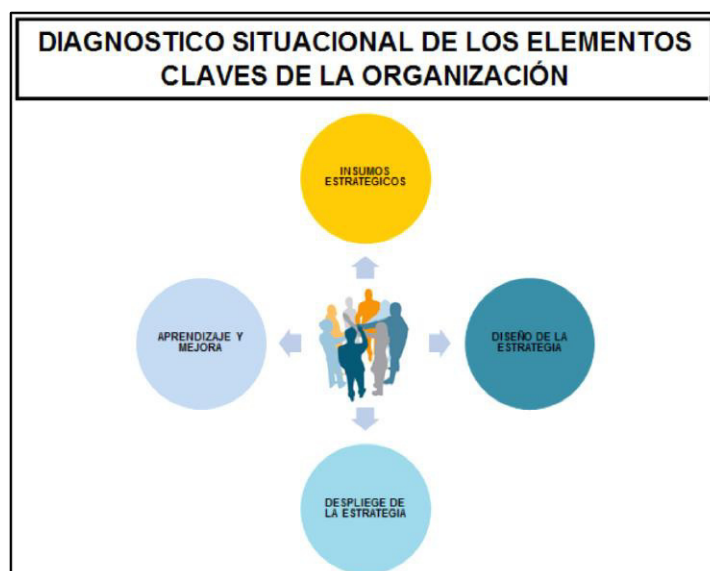 DIAGNOSTICO SITUACIONAL DE LOS ELEMENTOS
CLAVES DE LA ORGANIZACIÓN
INSUMOS
ESTRATEGICOS
APRENDIZAJE Y
MEJORA
DISEÑO DE LA
ESTRATEGIA
DESPLIEGE DE
LA ESTRATEGIA